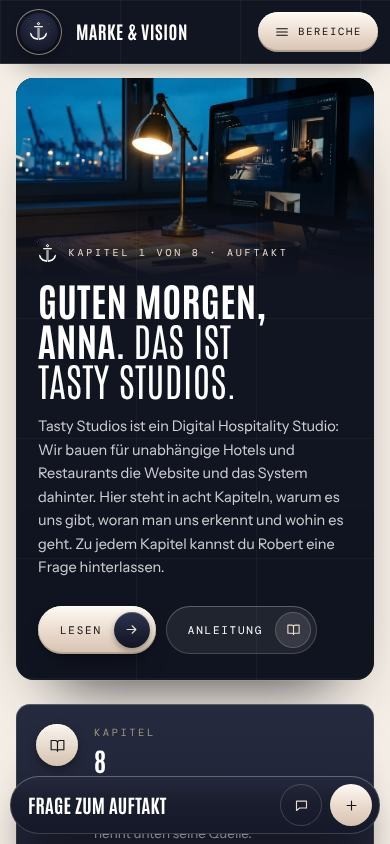 MARKE & VISION
BEREICHE
KAPITEL 1 VON 8 · AUFTAKT
GUTEN MORGEN,
ANNA. DAS IST
TASTY STUDIOS.
Tasty Studios ist ein Digital Hospitality Studio:
Wir bauen für unabhängige Hotels und
Restaurants die Website und das System
dahinter. Hier steht in acht Kapiteln, warum es
uns gibt, woran man uns erkennt und wohin es
geht. Zu jedem Kapitel kannst du Robert eine
Frage hinterlassen.
LESEN
ANLEITUNG
KAPITEL
8
FRAGE ZUM AUFTAKT
nennt unten seine Quelle.